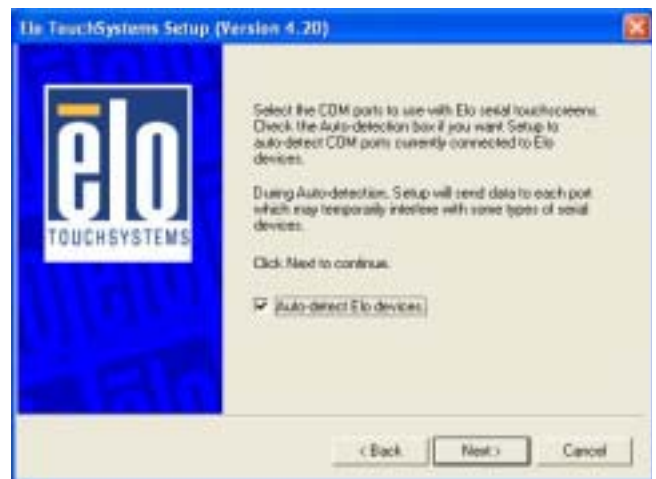 Elo TouchSystems Setup (Version 4.20)
elo
TOUCHSYSTEMS
Select the COM ports to use with Elo serial touchscreens.
Check the Auto-detection box if you want Setup to
auto-detect COM ports currently connected to Elo
devices.
During Auto-detection, Setup will send data to each port
which may temporarily interfere with some types of serial
devices.
Click Next to continue.
Auto-detect Elo devices
< Back
Next >
Cancel